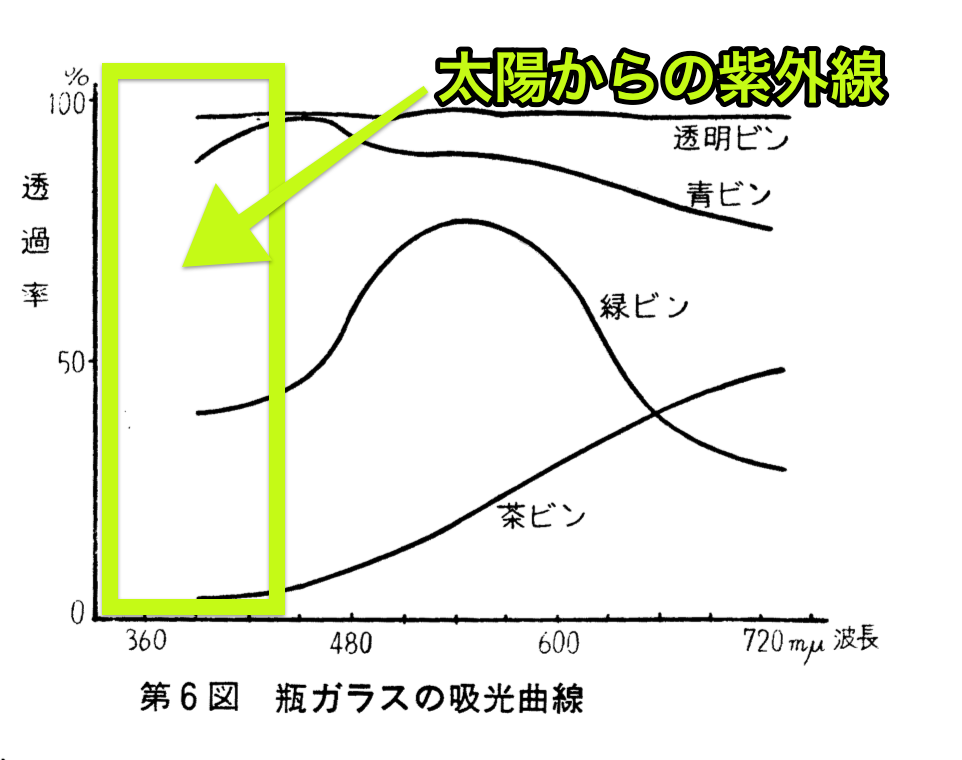 太陽からの紫外線
%
100
透過率
50
0
透明ビン
青ビン
緑ビン
茶ビン
360 480 600 720 mμ 波長
第6図 瓶ガラスの吸光曲線